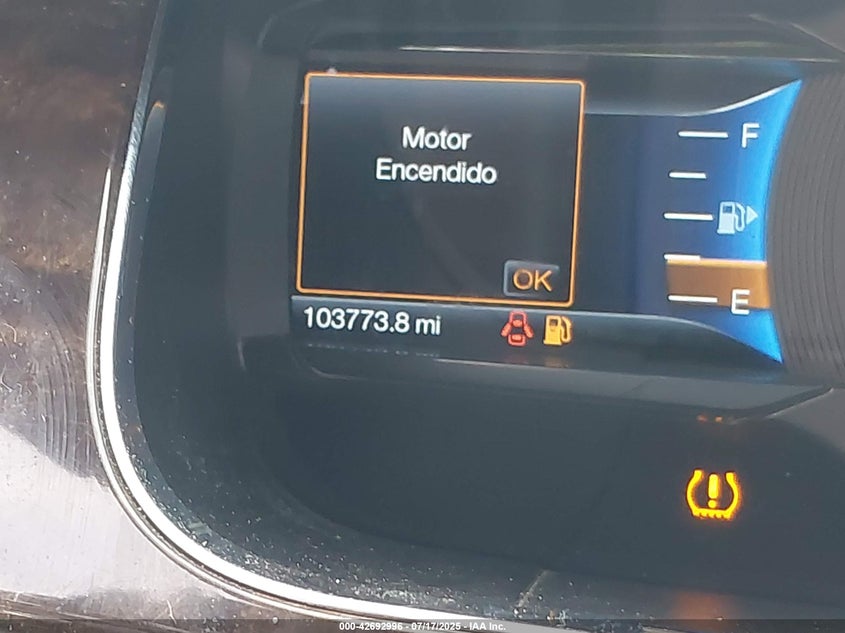 Motor
Encendido
OK
F
E
103773.8 mi
000-42692996 - 07/17/2025 - IAA Inc.